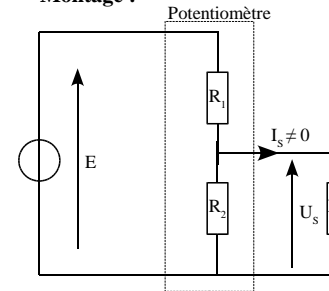 Montage :
Potentiomètre
R1
Is ≠ 0
E
R2
Us